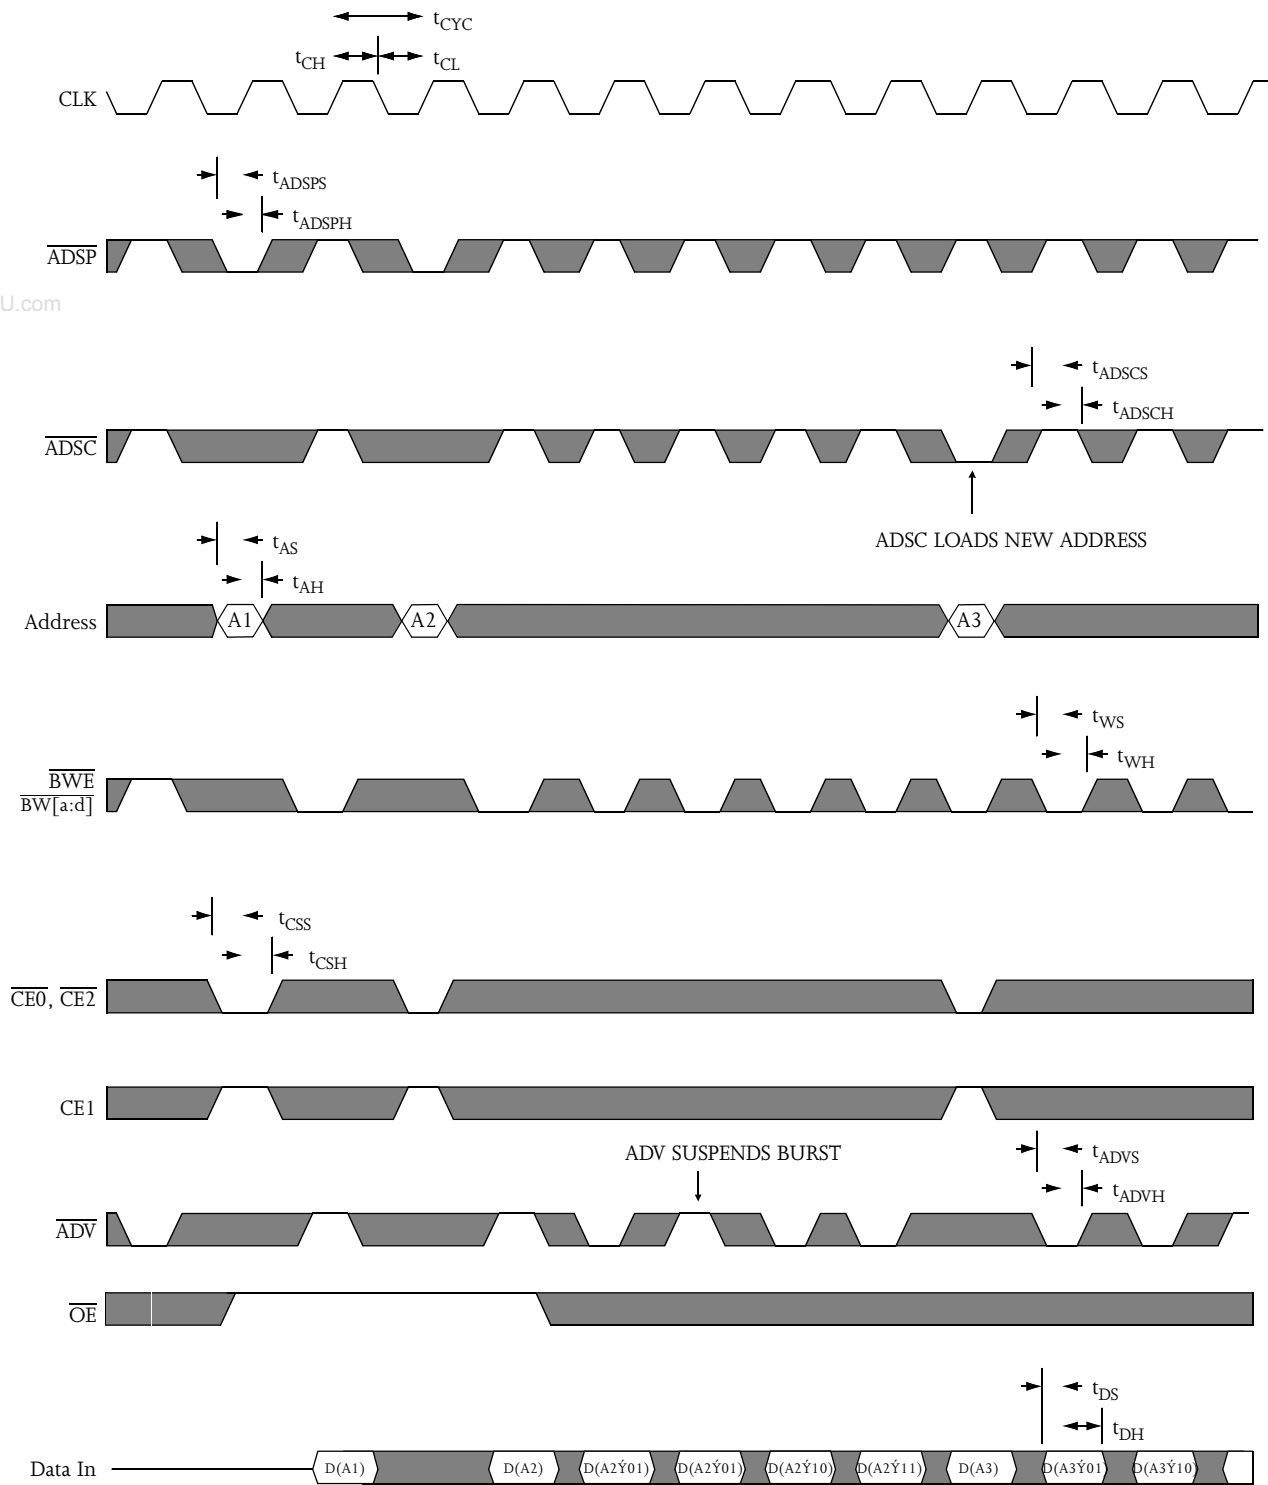 tCYC
tCH tCL
CLK
tADSPS
tADSPH
ADSP
U.com
tADSCS
tADSCH
ADSC
ADSC LOADS NEW ADDRESS
tAS
tAH
Address A1 A2 A3
tWS
tWH
BWE
BW[a:d]
tCSS
tCSH
CE0, CE2
CE1
ADV SUSPENDS BURST
tADVS
tADVH
ADV
OE
tDS
tDH
Data In D(A1) D(A2) D(A2Ý01) D(A2Ý01) D(A2Ý10) D(A2Ý11) D(A3) D(A3Ý01) D(A3Ý10)